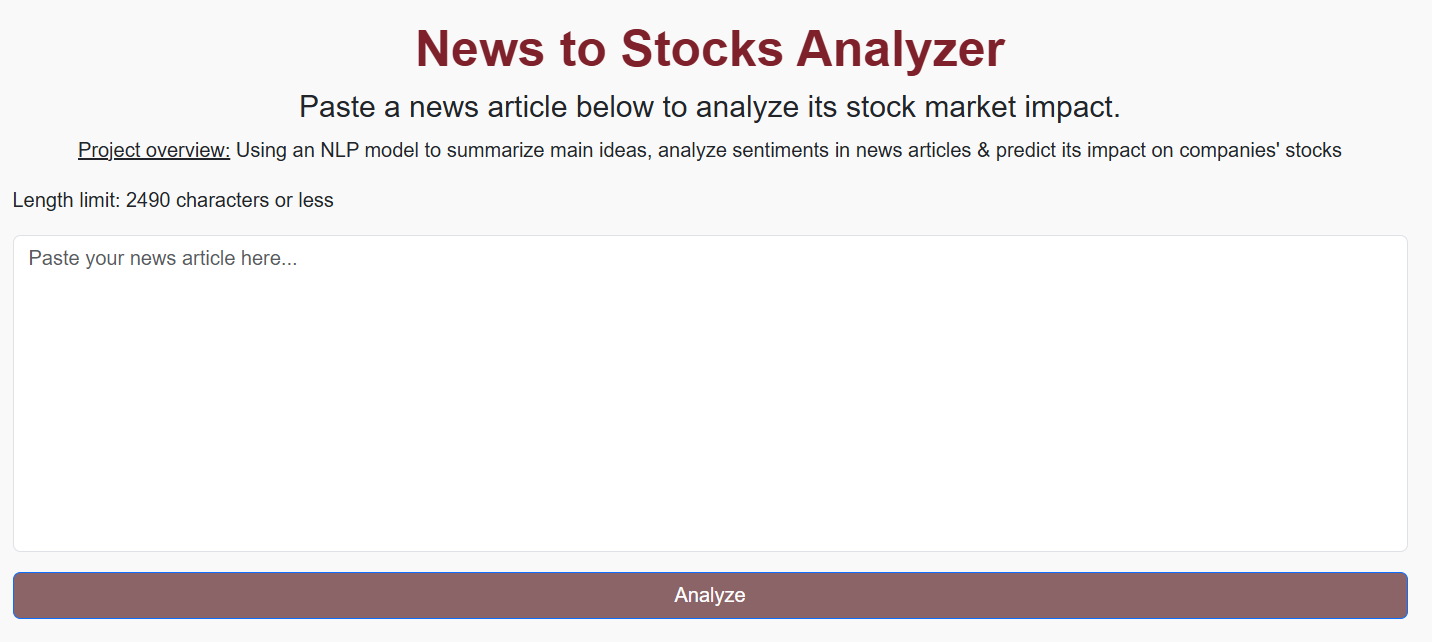 News to Stocks Analyzer
Paste a news article below to analyze its stock market impact.
Project overview: Using an NLP model to summarize main ideas, analyze sentiments in news articles & predict its impact on companies' stocks
Length limit: 2490 characters or less
Paste your news article here...
Analyze